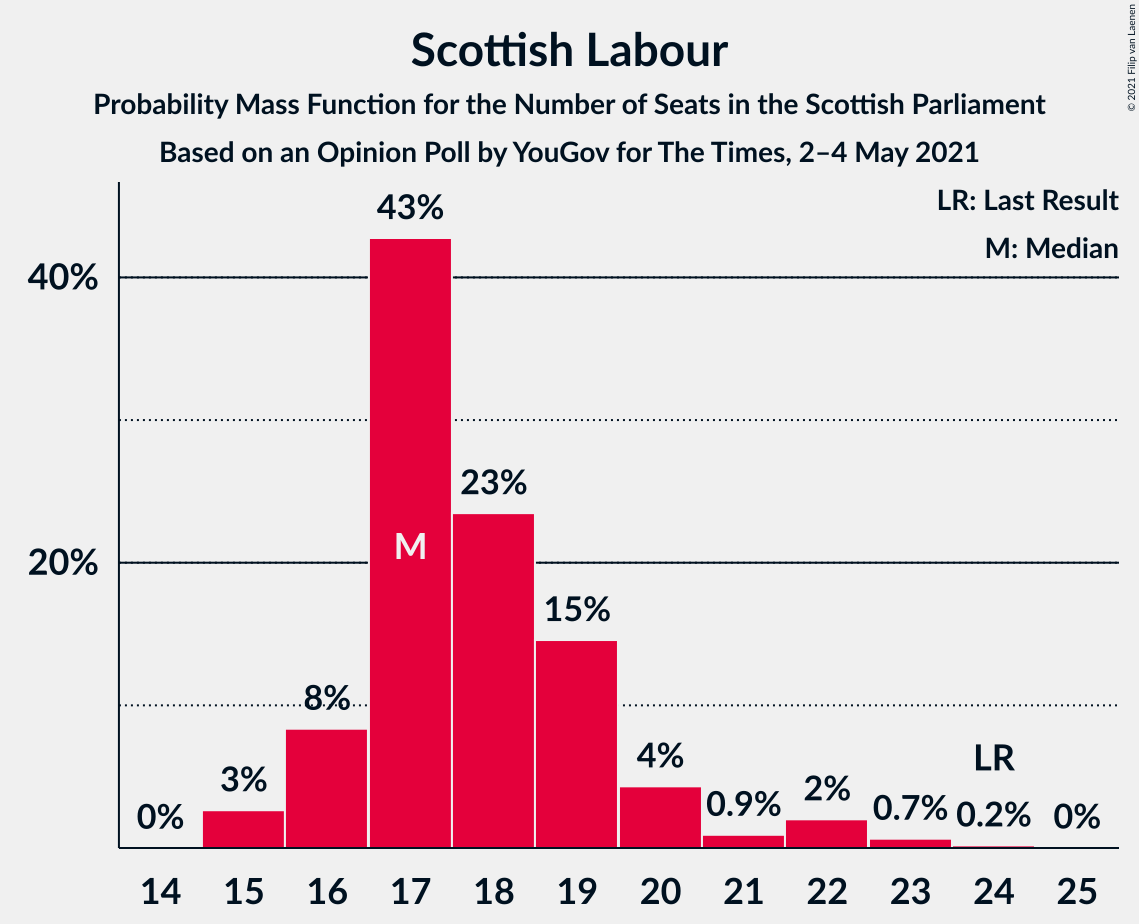 Scottish Labour
Probability Mass Function for the Number of Seats in the Scottish Parliament
Based on an Opinion Poll by YouGov for The Times, 2–4 May 2021
© 2021 Filip van Laenen
LR: Last Result
M: Median
43%
40%
23%
M
20%
15%
8%
4%
LR
3%
2%
0%
0.9%
0.7%
0.2%
0%
14 15 16 17 18 19 20 21 22 23 24 25